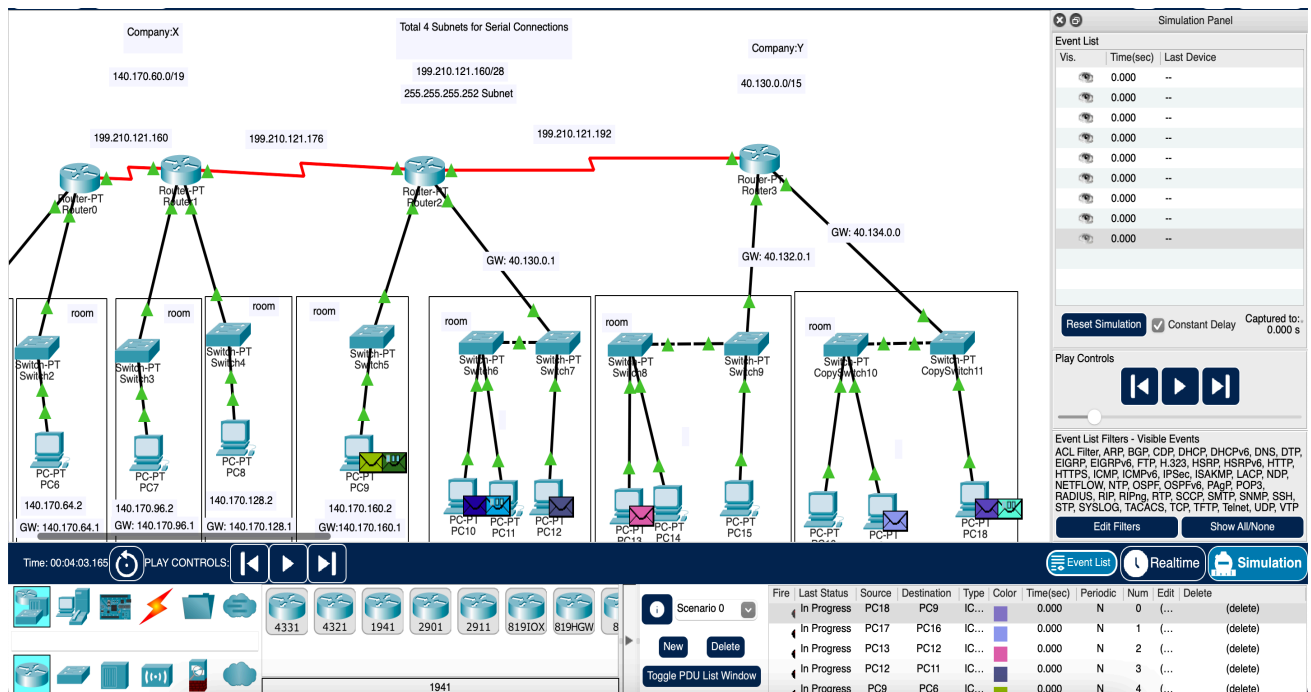 Company:X
140.170.60.0/19
Total 4 Subnets for Serial Connections
199.210.121.160/28
255.255.255.252 Subnet
Company:Y
40.130.0.0/15
199.210.121.160
199.210.121.176
199.210.121.192
Router-PT
Router0
Router-PT
Router1
Router-PT
Router2
Router-PT
Router3
GW: 40.130.0.1
GW: 40.132.0.1
GW: 40.134.0.0
room
room
room
room
room
room
room
Switch-PT
Switch2
Switch-PT
Switch3
Switch-PT
Switch4
Switch-PT
Switch5
Switch-PT
Switch6
Switch-PT
Switch7
Switch-PT
Switch8
Switch-PT
Switch9
Switch-PT
CopySwitch10
Switch-PT
CopySwitch11
PC-PT
PC6
PC-PT
PC7
PC-PT
PC8
PC-PT
PC9
PC-PT
PC10
PC-PT
PC11
PC-PT
PC12
PC-PT
PC13
PC-PT
PC14
PC-PT
PC15
PC-PT
PC-PT
PC-PT
PC18
140.170.64.2
GW: 140.170.64.1
140.170.96.2
GW: 140.170.96.1
140.170.128.2
GW: 140.170.128.1
140.170.160.2
GW:140.170.160.1
Simulation Panel
Event List
Vis. Time(sec) Last Device
0.000 --
0.000 --
0.000 --
0.000 --
0.000 --
0.000 --
0.000 --
0.000 --
0.000 --
Reset Simulation Constant Delay Captured to:
0.000 s
Play Controls
Event List Filters - Visible Events
ACL Filter, ARP, BGP, CDP, DHCP, DHCPv6, DNS, DTP,
EIGRP, EIGRPv6, FTP, H.323, HSRP, HSRPv6, HTTP,
HTTPS, ICMP, ICMPv6, IPSec, ISAKMP, LACP, NDP,
NETFLOW, NTP, OSPF, OSPFv6, PAgP, POP3,
RADIUS, RIP, RIPng, RTP, SCCP, SMTP, SNMP, SSH,
STP, SYSLOG, TACACS, TCP, TFTP, Telnet, UDP, VTP
Edit Filters Show All/None
Time: 00:04:03.165 PLAY CONTROLS: Event List Realtime Simulation
4331 4321 1941 2901 2911 819IOX 819HGW 8
1941
Scenario 0
New Delete
Toggle PDU List Window
Fire Last Status Source Destination Type Color Time(sec) Periodic Num Edit Delete
In Progress PC18 PC9 IC... 0.000 N 0 (... (delete)
In Progress PC17 PC16 IC... 0.000 N 1 (... (delete)
In Progress PC13 PC12 IC... 0.000 N 2 (... (delete)
In Progress PC12 PC11 IC... 0.000 N 3 (... (delete)
In Progress PC9 PC6 IC... 0.000 N 4 (... (delete)